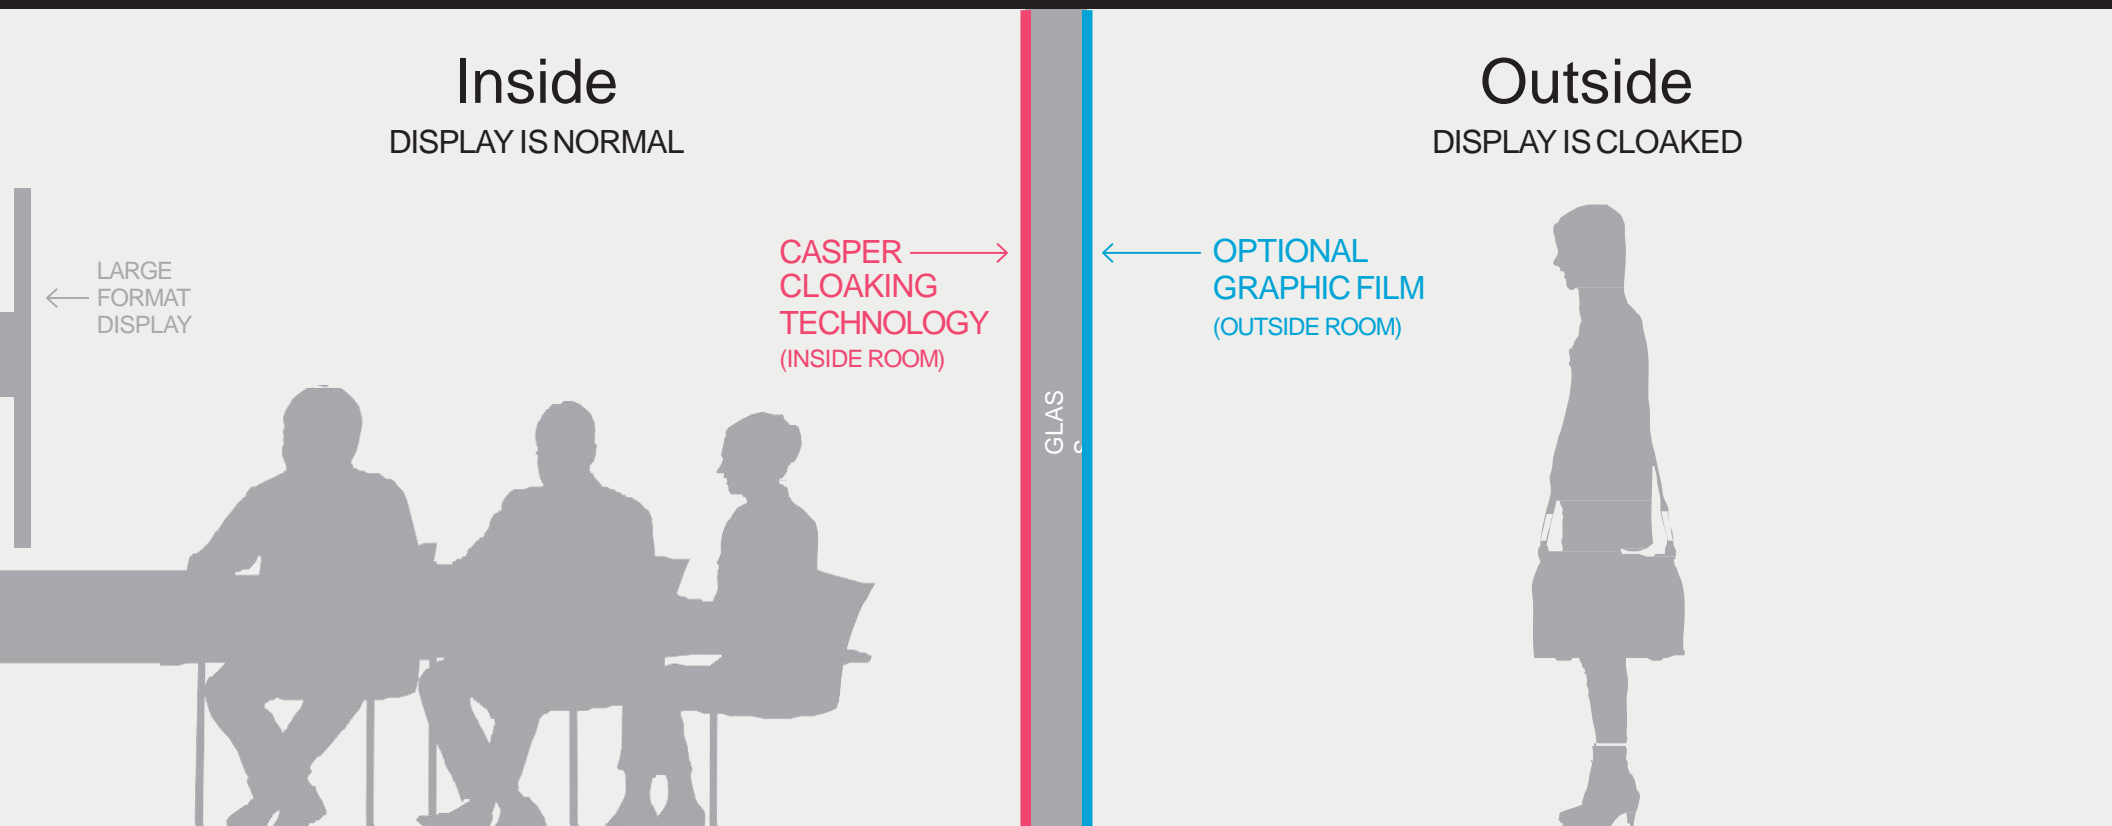 Inside
DISPLAY IS NORMAL
Outside
DISPLAY IS CLOAKED
LARGE
FORMAT
DISPLAY
CASPER
CLOAKING
TECHNOLOGY
(INSIDE ROOM)
OPTIONAL
GRAPHIC FILM
(OUTSIDE ROOM)
GLAS
S